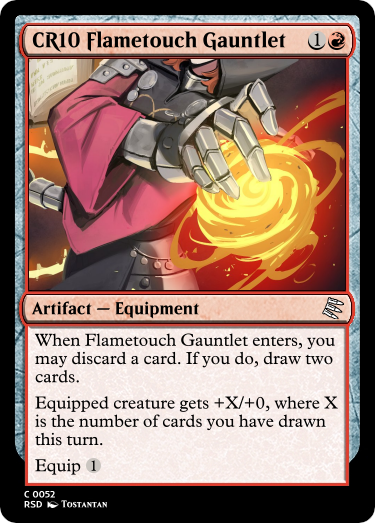 CR10 Flametouch Gauntlet 1
Artifact — Equipment
When Flametouch Gauntlet enters, you
may discard a card. If you do, draw two
cards.
Equipped creature gets +X/+0, where X
is the number of cards you have drawn
this turn.
Equip 1
C 0052
RSD Tostantan